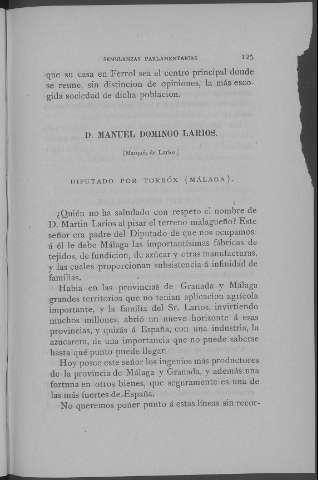 SEMBLANZAS PARLAMENTARIAS 125
que su casa en Ferrol sea el centro principal donde
se reune, sin distincion de opiniones, la más esco-
gida sociedad de dicha poblacion.
D. MANUEL DOMINGO LARIOS.
(Marqués de Larios.)
DIPUTADO POR TORRÓX (MÁLAGA).
¿Quién no ha saludado con respeto el nombre de
D. Martin Larios al pisar el terreno malagueño? Este
señor era padre del Diputado de que nos ocupamos:
á él le debe Málaga las importantísimas fábricas de
tejidos, de fundicion, de azúcar y otras manufacturas,
y las cuales proporcionan subsistencia á infinidad de
familias.
Habia en las provincias de Granada y Málaga
grandes territorios que no tenian aplicacion agrícola
importante, y la familia del Sr. Larios, invirtiendo
muchos millones, abrió un nuevo horizonte á esas
provincias, y quizás á España, con una industria, la
azucarera, de una importancia que no puede saberse
hasta qué punto puede llegar.
Hoy posee este señor los ingenios más productores
de la provincia de Málaga y Granada, y además una
fortuna en otros bienes, que seguramente es una de
las más fuertes de España.
No queremos poner punto á estas líneas sin recor-